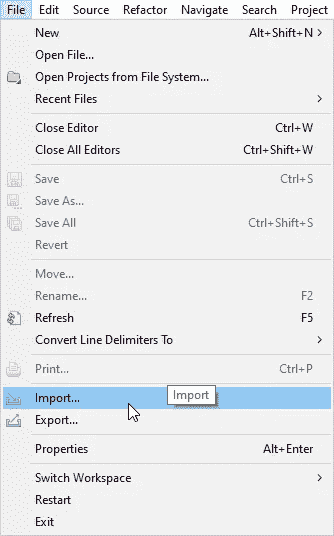 File Edit Source Refactor Navigate Search Project
New Alt+Shift+N >
Open File...
Open Projects from File System...
Recent Files >
Close Editor Ctrl+W
Close All Editors Ctrl+Shift+W
Save Ctrl+S
Save As...
Save All Ctrl+Shift+S
Revert
Move...
Rename... F2
Refresh F5
Convert Line Delimiters To >
Print... Ctrl+P
Import... Import
Export...
Properties Alt+Enter
Switch Workspace >
Restart
Exit